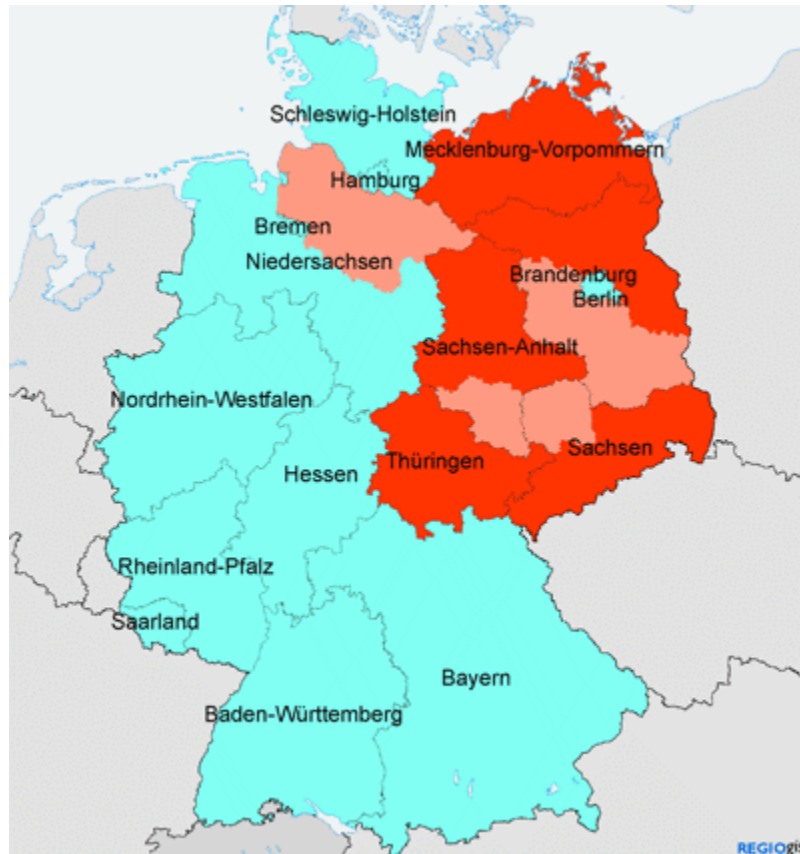 Schleswig-Holstein
Mecklenburg-Vorpommern
Hamburg
Bremen
Niedersachsen
Brandenburg
Berlin
Sachsen-Anhalt
Nordrhein-Westfalen
Sachsen
Thüringen
Hessen
Rheinland-Pfalz
Saarland
Bayern
Baden-Württemberg
REGIOgis